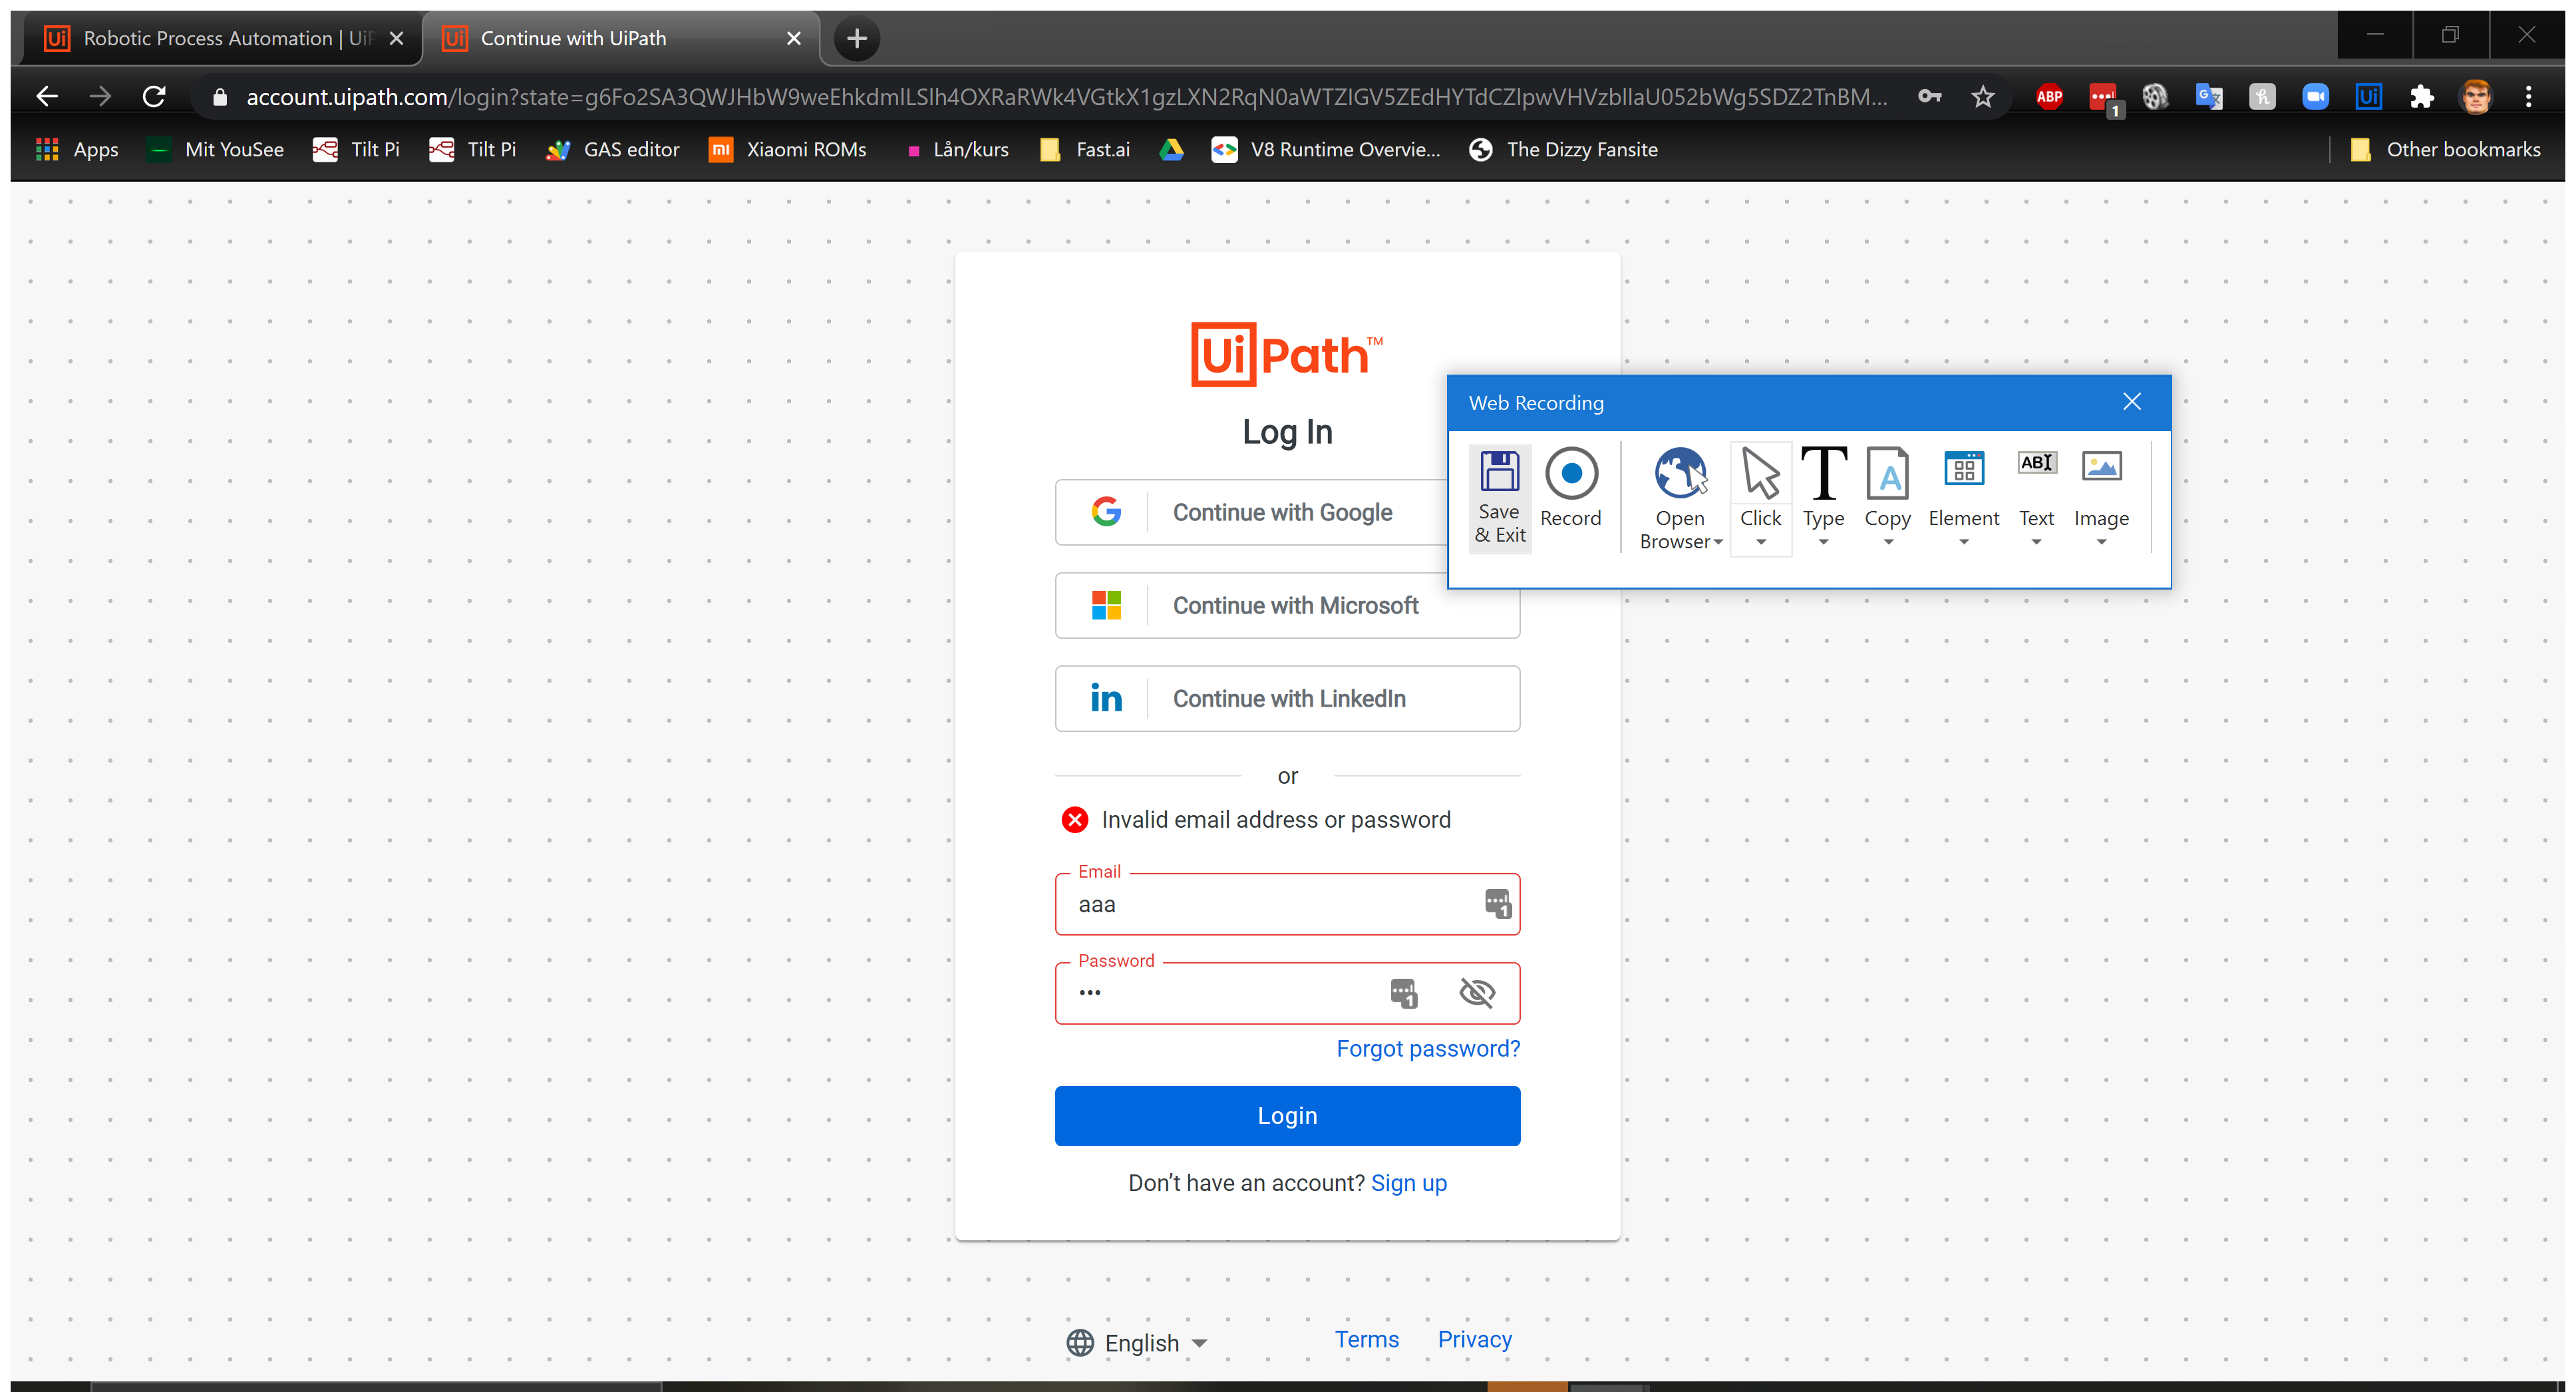 Robotic Process Automation | UiP
Continue with UiPath
account.uipath.com/login?state=g6Fo2SA3QWJHbW9weEhkdmlLSlh4OXRaRWk4VGtkX1gzLXN2RqN0aWTZIGV5ZEdHYTdCZlpwVHVzbllaU052bWg5SDZ2TnBM...
ABP
1
Apps
Mit YouSee
Tilt Pi
Tilt Pi
GAS editor
Xiaomi ROMs
Lån/kurs
Fast.ai
V8 Runtime Overvie...
The Dizzy Fansite
Other bookmarks
UiPath™
Log In
Continue with Google
Continue with Microsoft
Continue with LinkedIn
or
Invalid email address or password
Email
aaa
Password
•••
Forgot password?
Login
Don’t have an account? Sign up
English
Terms
Privacy
Web Recording
Save & Exit
Record
Open Browser
Click
Type
Copy
Element
Text
Image